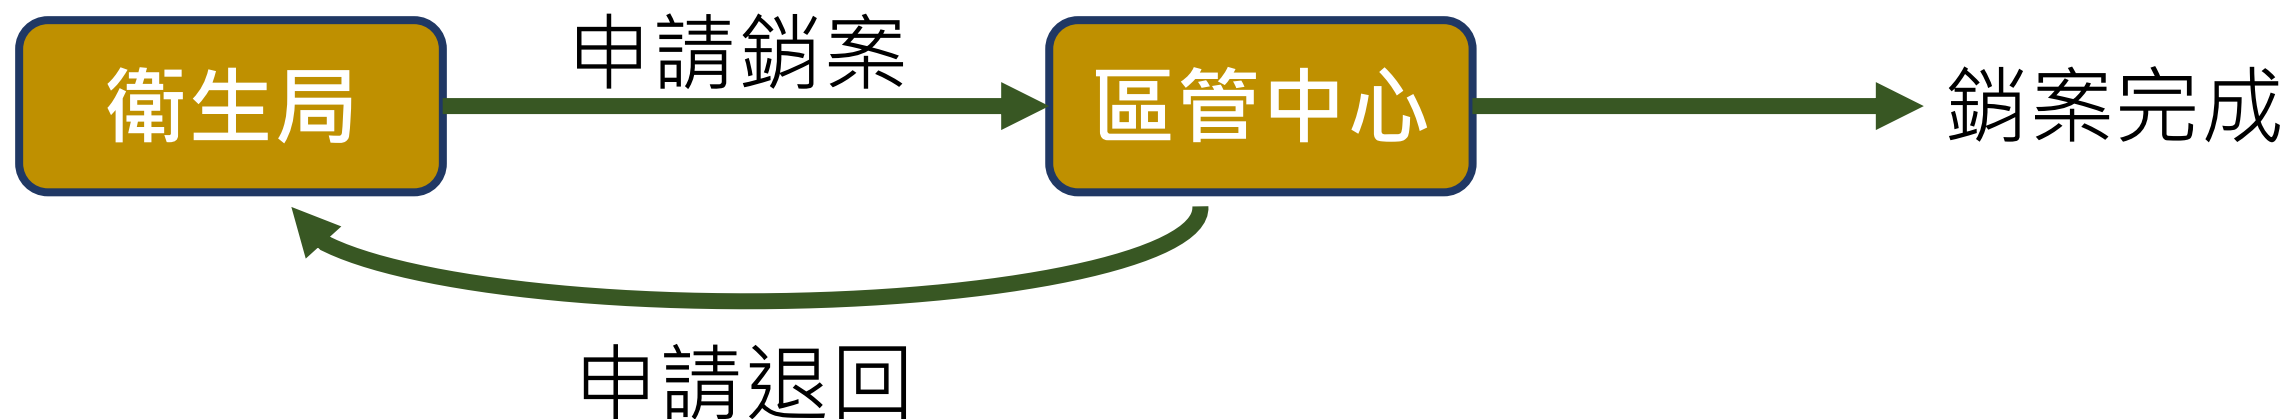 申請銷案
衛生局
區管中心
銷案完成
申請退回